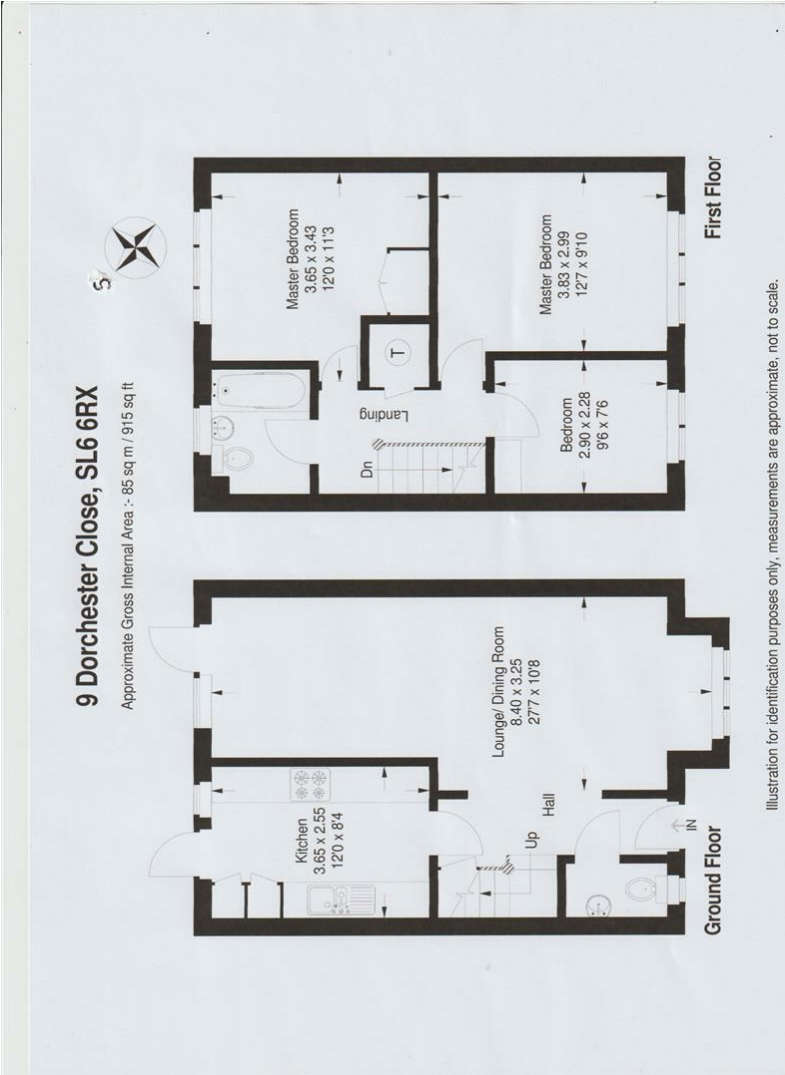 9 Dorchester Close, SL6 6RX
Approximate Gross Internal Area :- 85 sq m / 915 sq ft
S
Kitchen
3.65 x 2.55
12'0 x 8'4
Lounge/ Dining Room
8.40 x 3.25
27'7 x 10'8
Up
Hall
IN
Ground Floor
Master Bedroom
3.65 x 3.43
12'0 x 11'3
T
Landing
Dn
Master Bedroom
3.83 x 2.99
12'7 x 9'10
Bedroom
2.90 x 2.28
9'6 x 7'6
First Floor
Illustration for identification purposes only, measurements are approximate, not to scale.